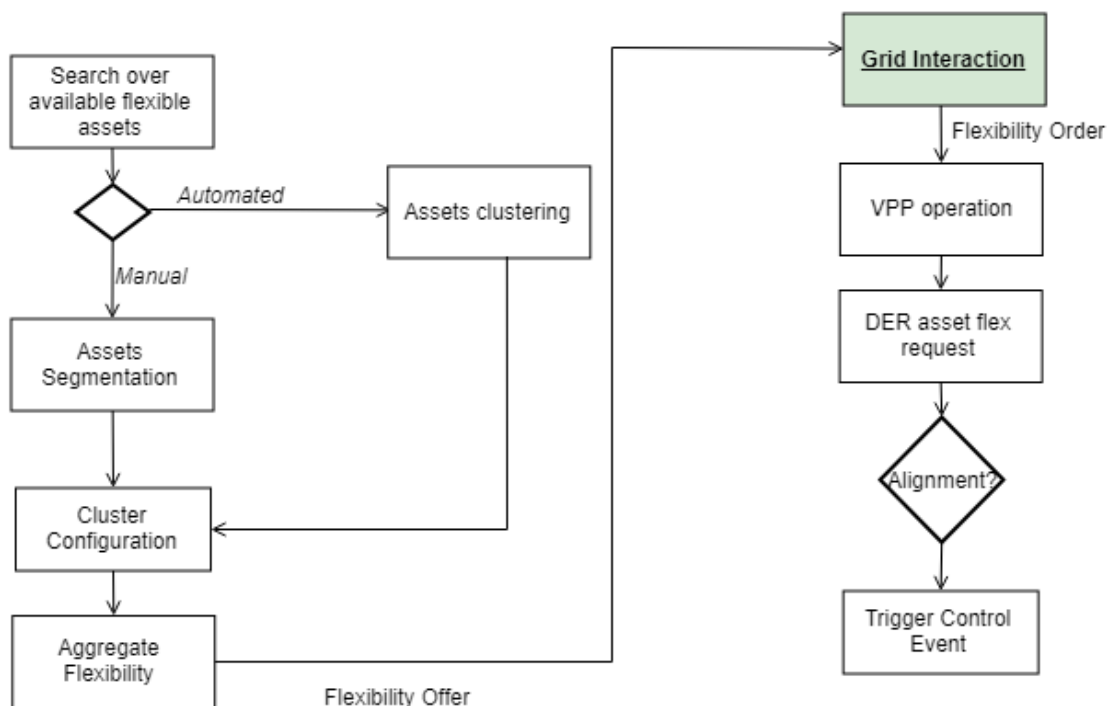 Search over
available flexible
assets
Automated
Assets clustering
Manual
Assets
Segmentation
Cluster
Configuration
Aggregate
Flexibility
Flexibility Offer
Grid Interaction
Flexibility Order
VPP operation
DER asset flex
request
Alignment?
Trigger Control
Event